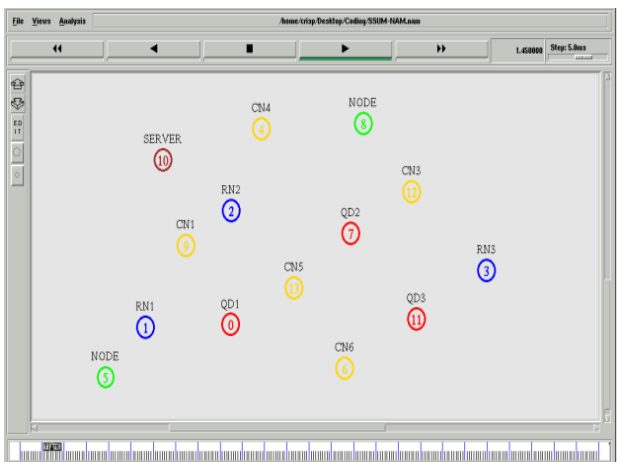 File Views Analysis /home/crisp/Desktop/Coding/SSUM-NAM.nam
1.450000 Step: 5.0ms
ED
IT
CN4
4
NODE
8
SERVER
10
CN3
12
RN2
2
QD2
7
CN1
9
RN3
3
CN5
13
QD3
11
RN1
1
QD1
0
CN6
6
NODE
5